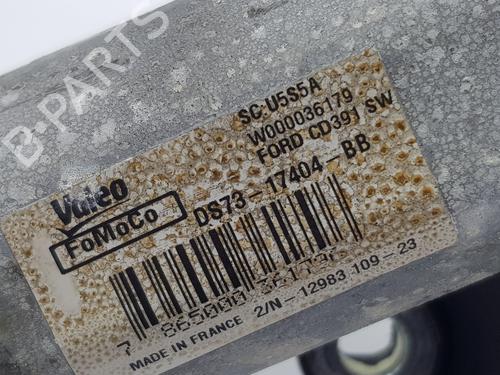 B-PARTS
SC-U5S5A
W000036179
FORD CD391 SW
Valeo
FoMoCo
DS73-17404-BB
MADE IN FRANCE 2/N-12983 109-23